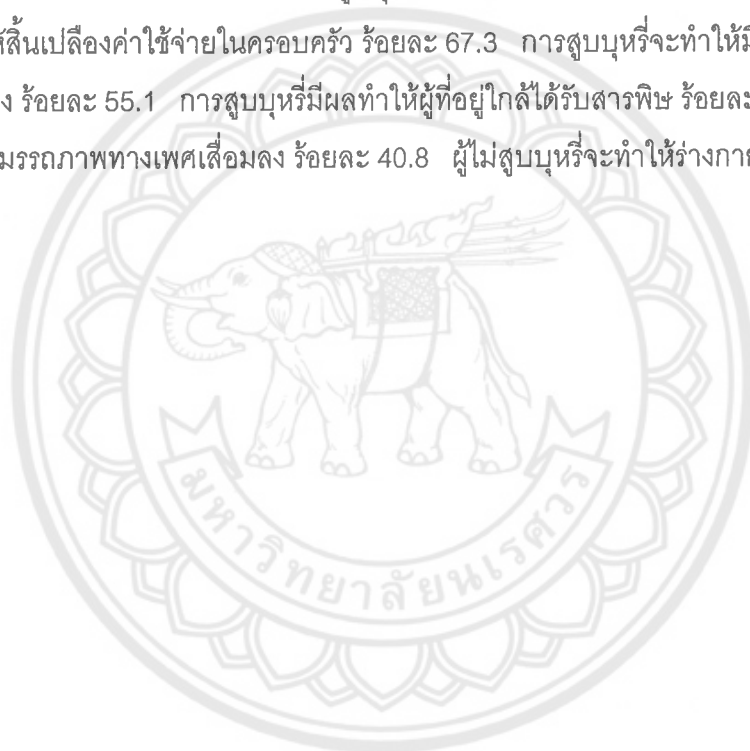 ห้สิ้นเปลืองค่าใช้จ่ายในครอบครัว ร้อยละ 67.3 การสูบบุหรี่จะทำให้มี
ง ร้อยละ 55.1 การสูบบุหรี่มีผลทำให้ผู้ที่อยู่ใกล้ได้รับสารพิษ ร้อยละ
มรรถภาพทางเพศเสื่อมลง ร้อยละ 40.8 ผู้ไม่สูบบุหรี่จะทำให้ร่างกาย
มหาวิทยาลัยนเรศวร